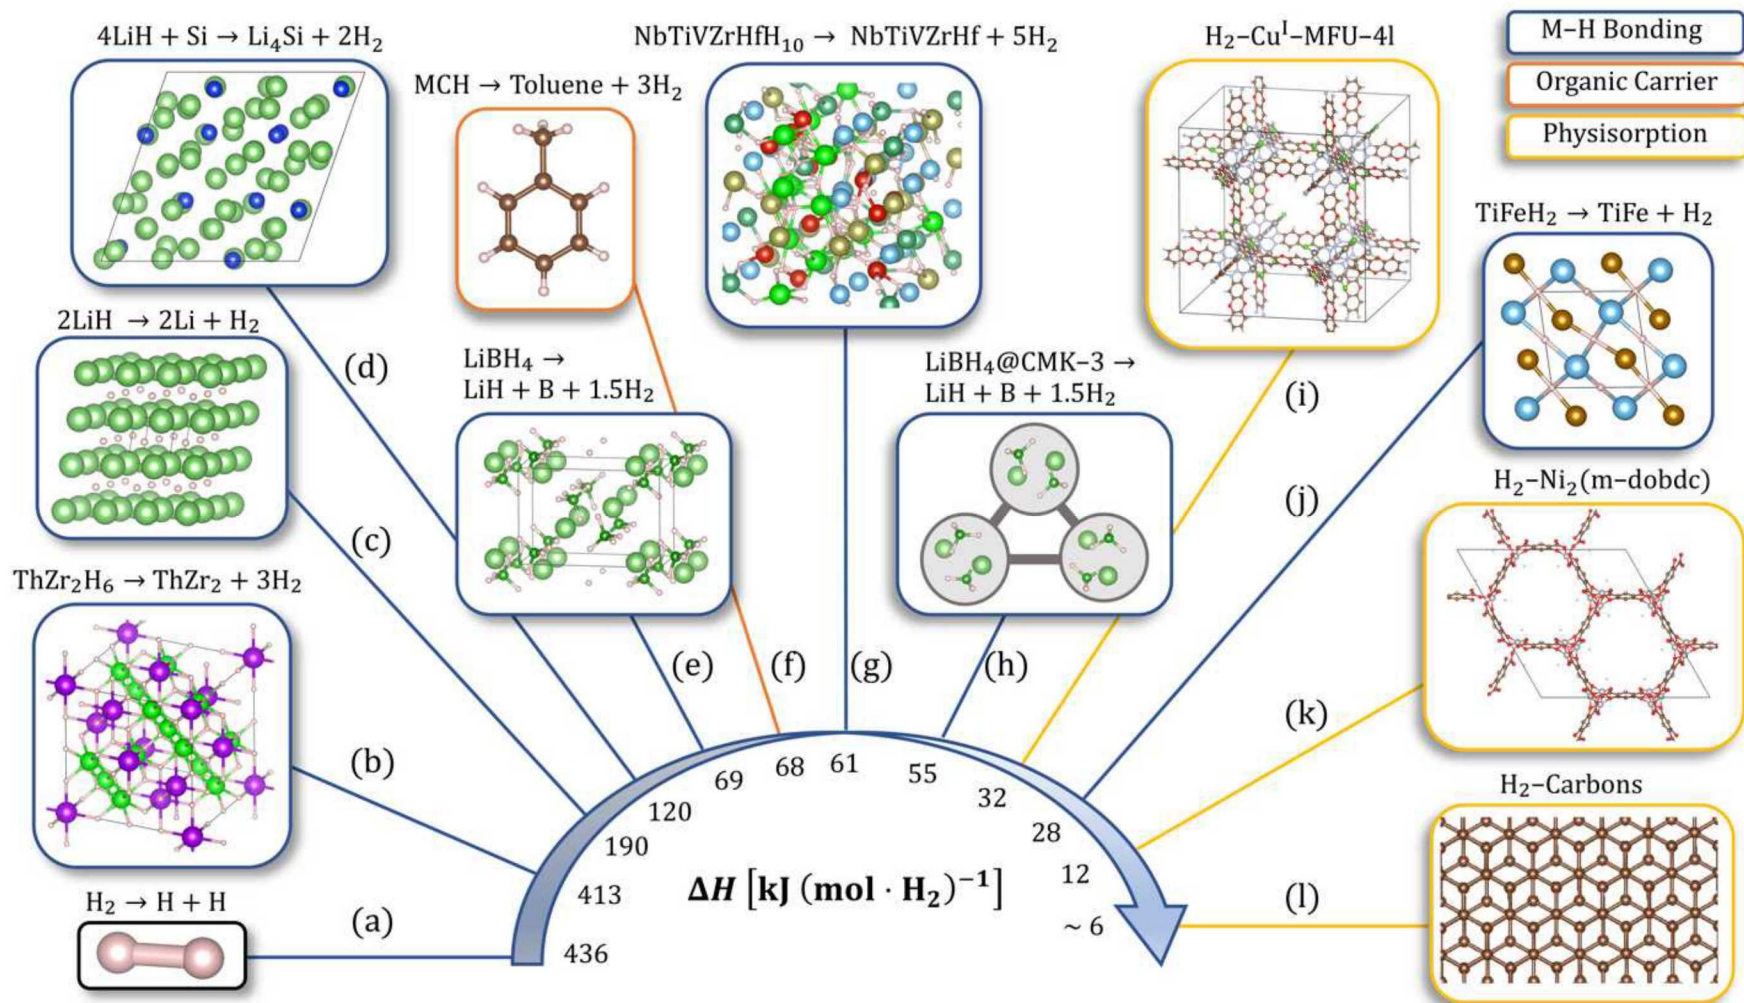 4LiH + Si → Li₄Si + 2H₂
NbTiVZrHfH₁₀ → NbTiVZrHf + 5H₂
H₂–Cuᴵ–MFU–4l
M–H Bonding
Organic Carrier
Physisorption
MCH → Toluene + 3H₂
TiFeH₂ → TiFe + H₂
2LiH → 2Li + H₂
(d)
LiBH₄ →
LiH + B + 1.5H₂
LiBH₄@CMK–3 →
LiH + B + 1.5H₂
(i)
(j)
H₂–Ni₂(m–dobdc)
(c)
ThZr₂H₆ → ThZr₂ + 3H₂
(e)
(f)
(g)
(h)
(k)
(b)
69
68
61
55
120
32
190
28
H₂–Carbons
413
ΔH [kJ (mol · H₂)⁻¹]
12
H₂ → H + H
(a)
436
~ 6
(l)